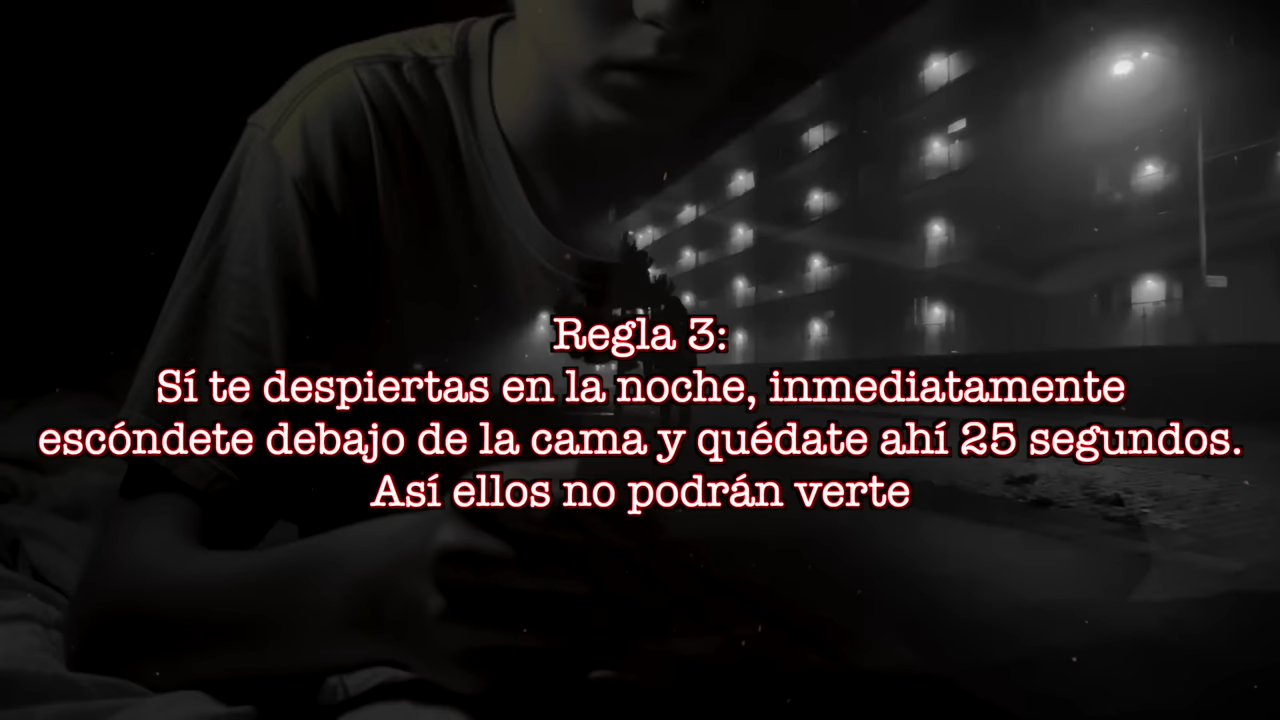 Regla 3:
Sí te despiertas en la noche, inmediatamente
escóndete debajo de la cama y quédate ahí 25 segundos.
Así ellos no podrán verte